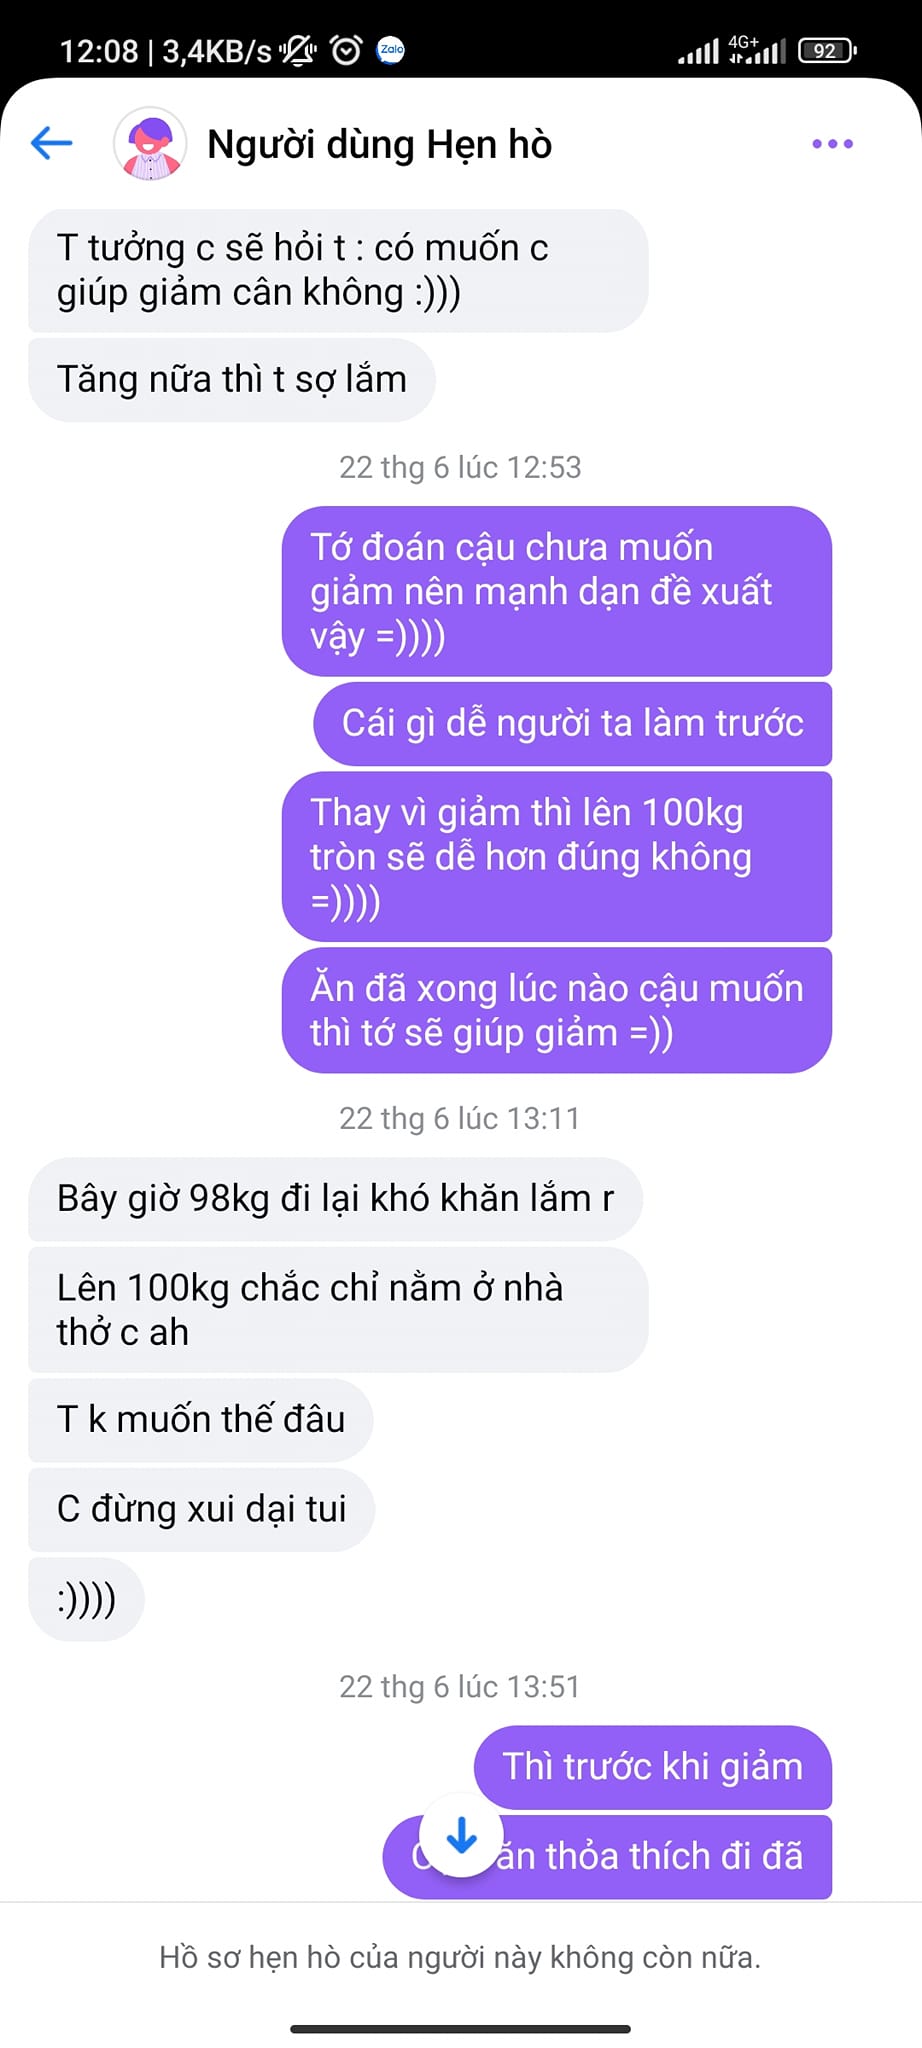 12:08 | 3,4KB/s
Zalo
4G+
92
Người dùng Hẹn hò
T tưởng c sẽ hỏi t : có muốn c
giúp giảm cân không :)))
Tăng nữa thì t sợ lắm
22 thg 6 lúc 12:53
Tớ đoán cậu chưa muốn
giảm nên mạnh dạn đề xuất
vậy =))))
Cái gì dễ người ta làm trước
Thay vì giảm thì lên 100kg
tròn sẽ dễ hơn đúng không
=))))
Ăn đã xong lúc nào cậu muốn
thì tớ sẽ giúp giảm =))
22 thg 6 lúc 13:11
Bây giờ 98kg đi lại khó khăn lắm r
Lên 100kg chắc chỉ nằm ở nhà
thở c ah
T k muốn thế đâu
C đừng xui dại tui
:))))
22 thg 6 lúc 13:51
Thì trước khi giảm
ăn thỏa thích đi đã
Hồ sơ hẹn hò của người này không còn nữa.